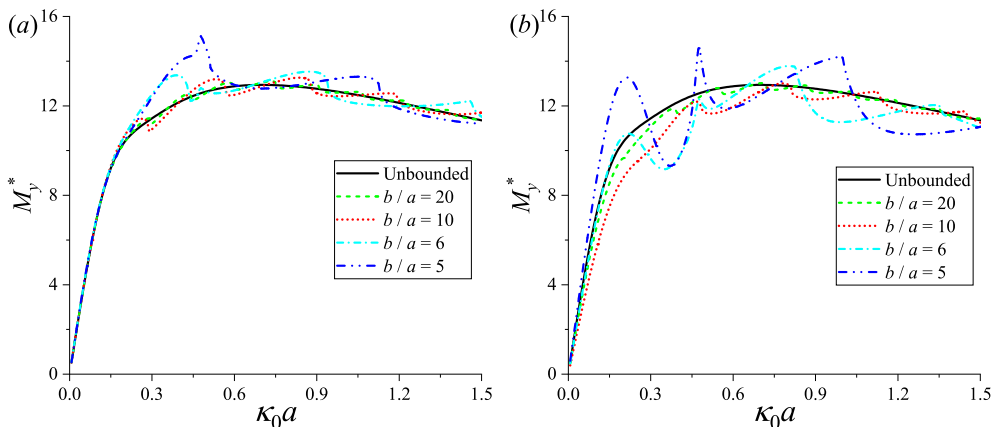 (a)
16
12
8
4
0
M*y
0.0 0.3 0.6 0.9 1.2 1.5
κ0a
Unbounded
b / a = 20
b / a = 10
b / a = 6
b / a = 5
(b)
16
12
8
4
0
M*y
0.0 0.3 0.6 0.9 1.2 1.5
κ0a
Unbounded
b / a = 20
b / a = 10
b / a = 6
b / a = 5